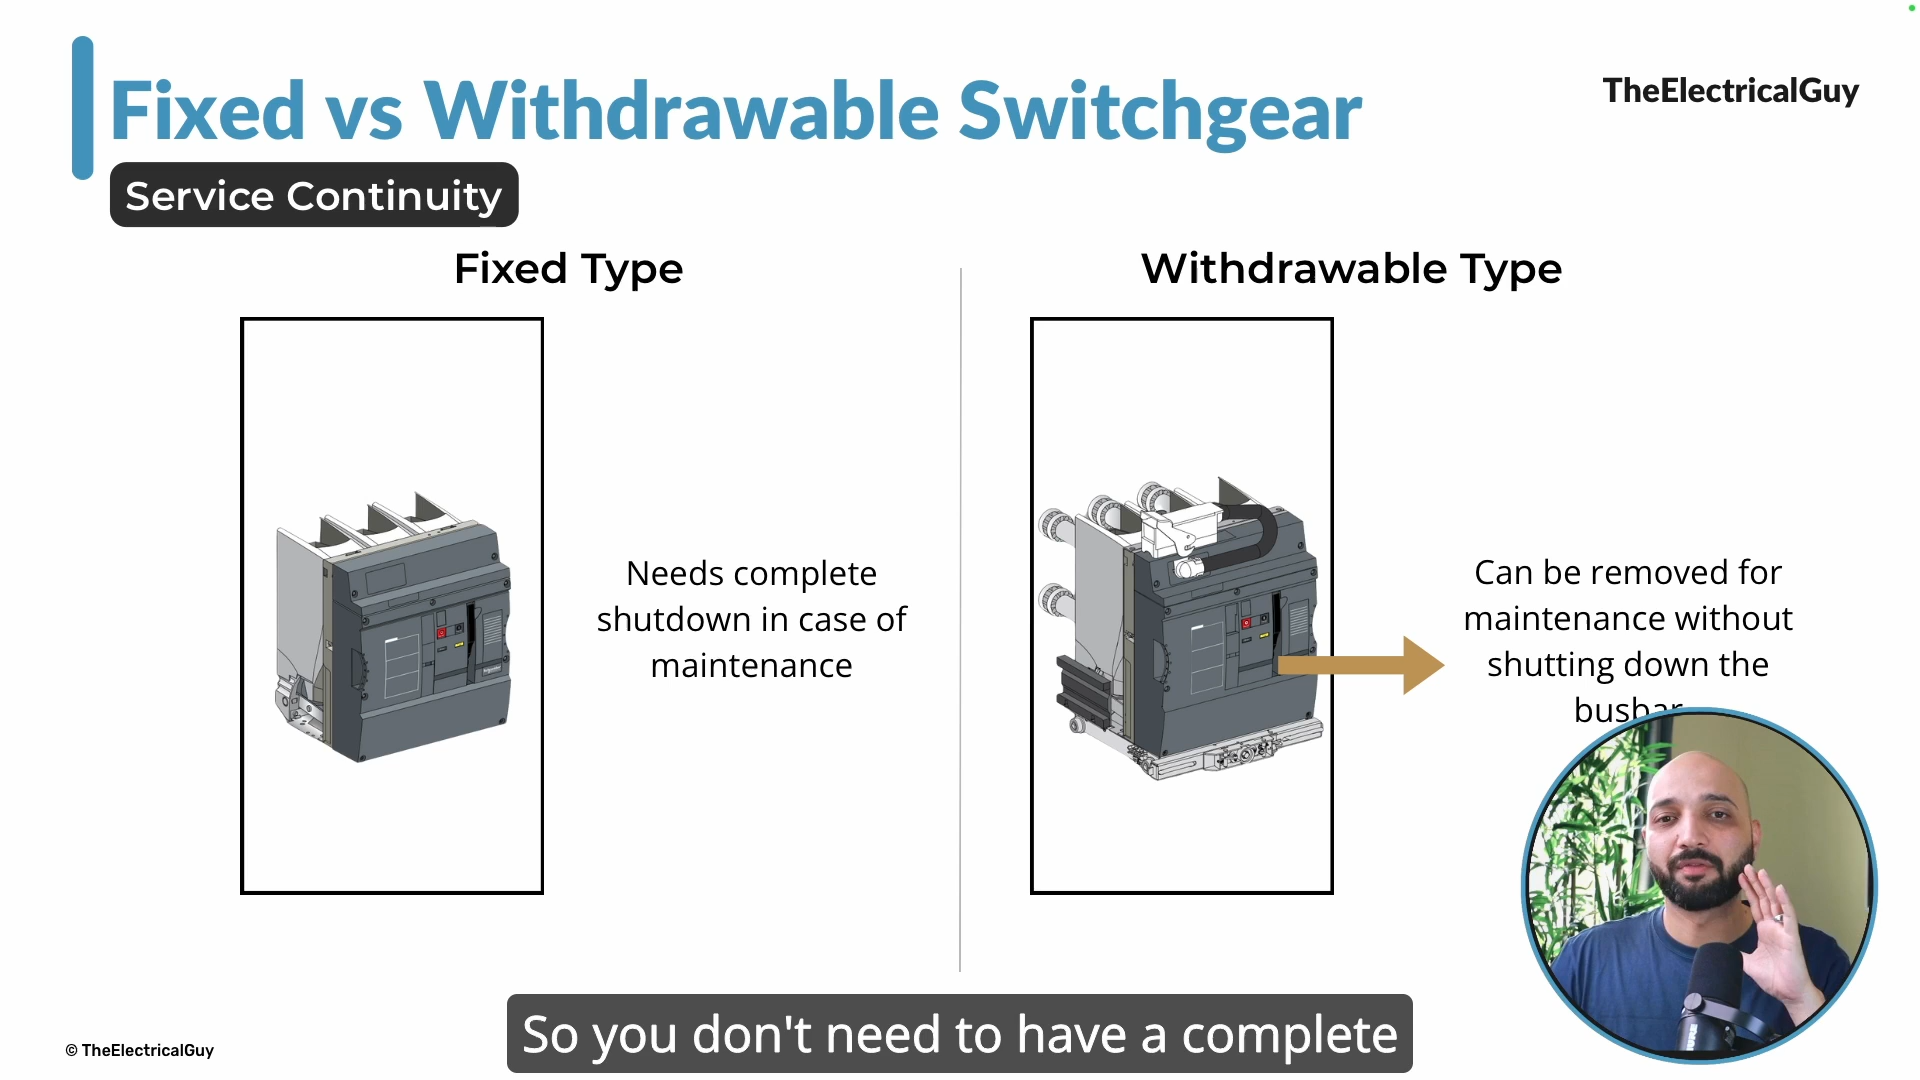 Fixed vs Withdrawable Switchgear
TheElectricalGuy
Service Continuity
Fixed Type
Withdrawable Type
Needs complete
shutdown in case of
maintenance
Can be removed for
maintenance without
shutting down the
busbar
So you don't need to have a complete
© TheElectricalGuy